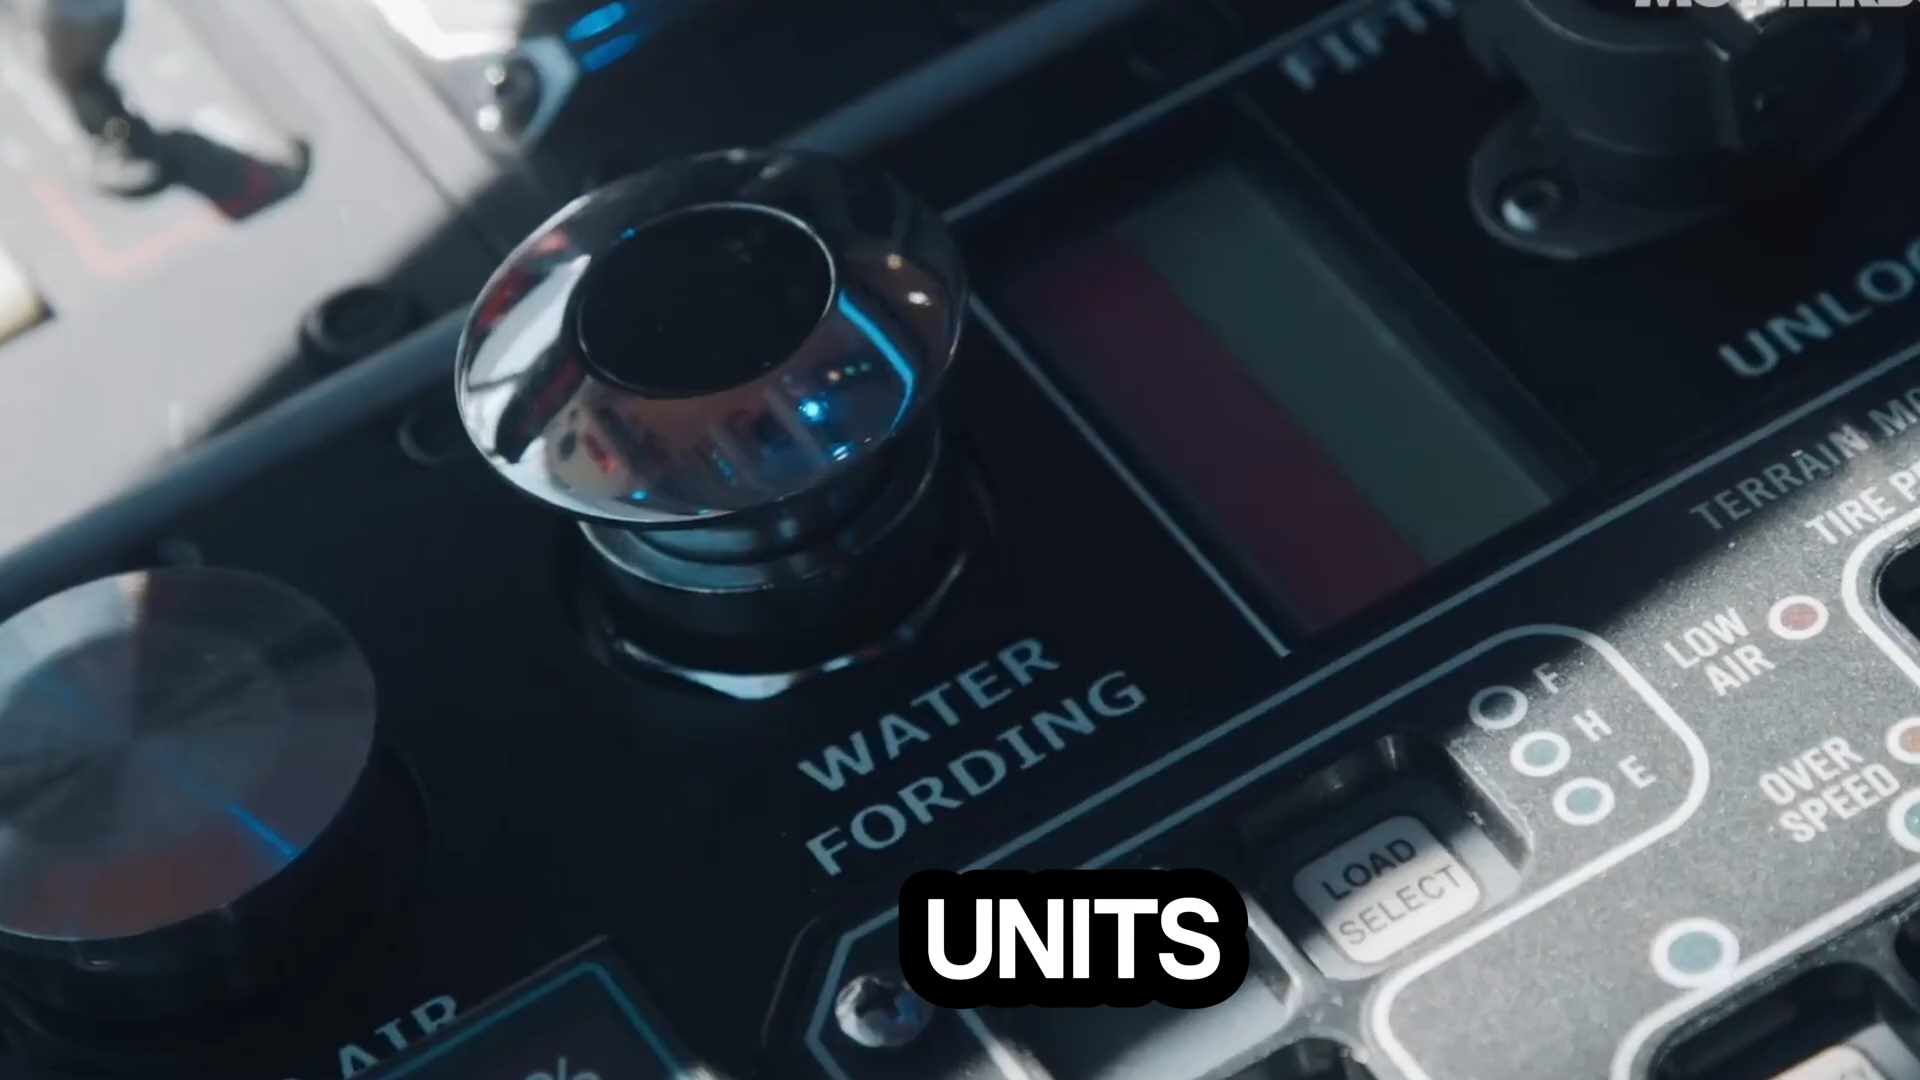 WATER
FORDING
LOW
AIR
F
H
E
OVER
SPEED
LOAD
SELECT
TERRAIN
TIRE
AIR
%
UNITS